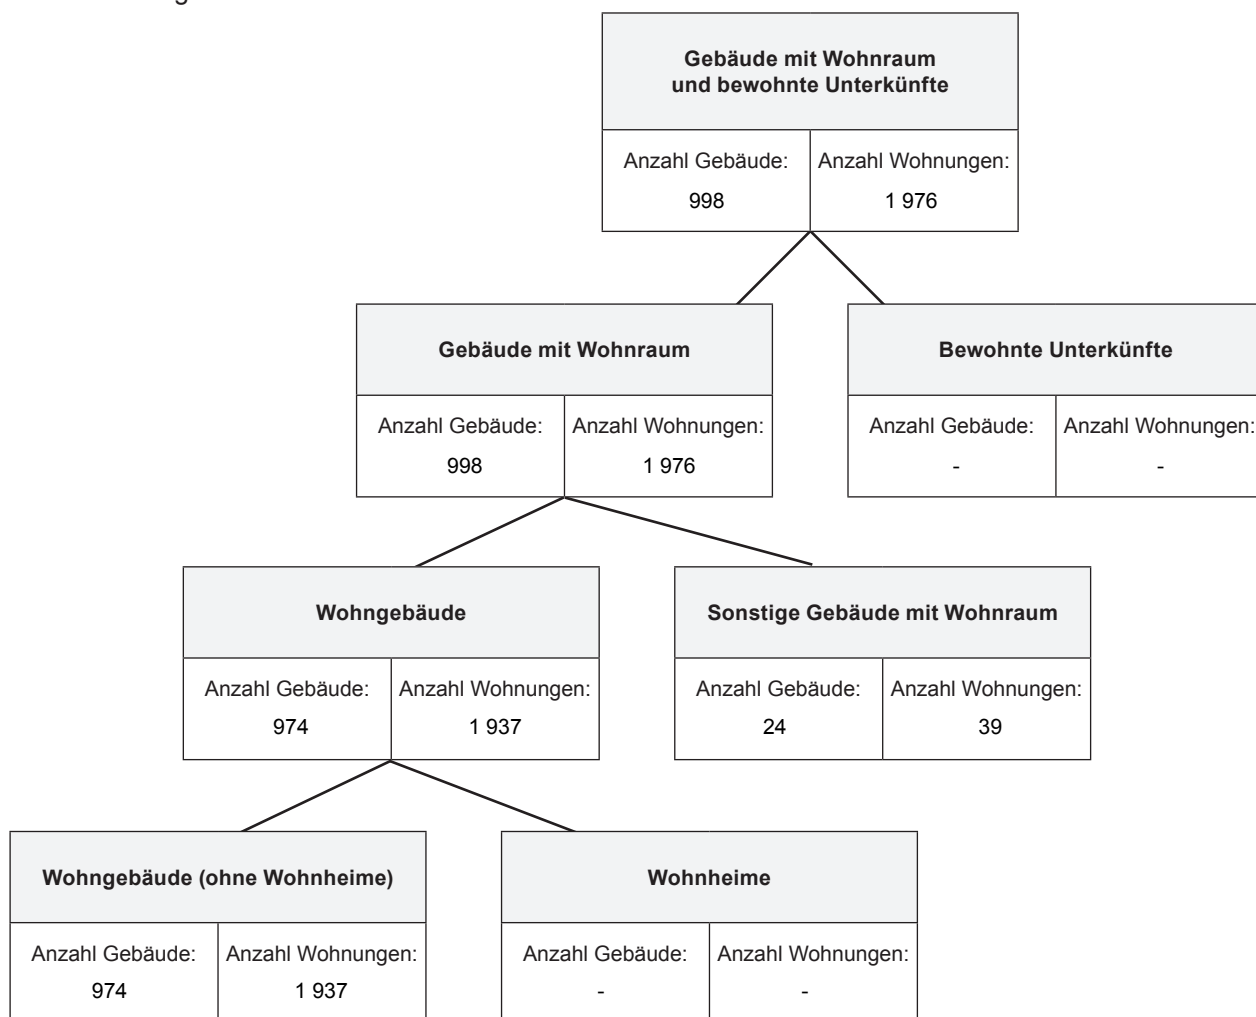 Gebäude mit Wohnraum
und bewohnte Unterkünfte
Anzahl Gebäude: Anzahl Wohnungen:
998 1 976
Gebäude mit Wohnraum Bewohnte Unterkünfte
Anzahl Gebäude: Anzahl Wohnungen: Anzahl Gebäude: Anzahl Wohnungen:
998 1 976 - -
Wohngebäude Sonstige Gebäude mit Wohnraum
Anzahl Gebäude: Anzahl Wohnungen: Anzahl Gebäude: Anzahl Wohnungen:
974 1 937 24 39
Wohngebäude (ohne Wohnheime) Wohnheime
Anzahl Gebäude: Anzahl Wohnungen: Anzahl Gebäude: Anzahl Wohnungen:
974 1 937 - -